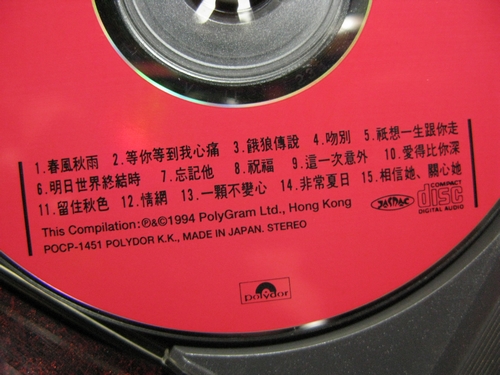 1.春風秋雨 2.等你等到我心痛 3.餓狼傳說 4.吻別 5.祇想一生跟你走
6.明日世界終結時 7.忘記他 8.祝福 9.這一次意外 10.愛得比你深
11.留住秋色 12.情網 13.一顆不變心 14.非常夏日 15.相信她、關心她
This Compilation:℗&©1994 PolyGram Ltd., Hong Kong
POCP-1451 POLYDOR K.K., MADE IN JAPAN. STEREO
JASRAC
COMPACT
disc
DIGITAL AUDIO
Polydor